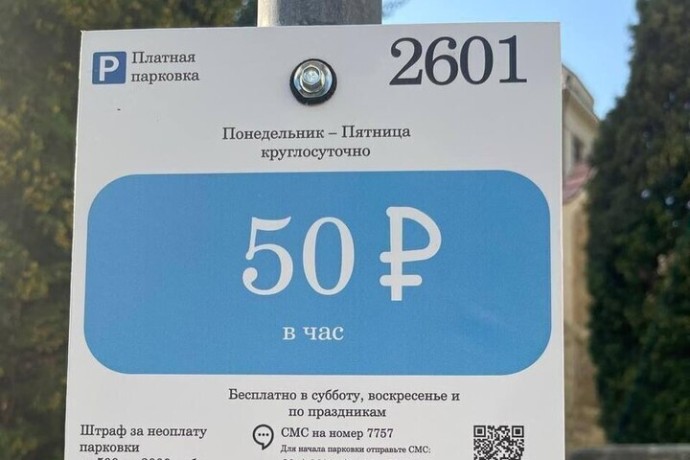 P Платная
парковка
2601
Понедельник – Пятница
круглосуточно
50 ₽
в час
Бесплатно в субботу, воскресенье и
по праздникам
Штраф за неоплату
парковки
СМС на номер 7757
Для начала парковки отправьте СМС: